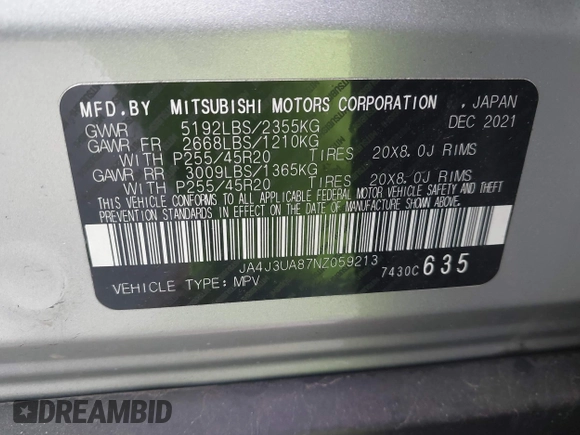 MFD.BY MITSUBISHI MOTORS CORPORATION , JAPAN
GVWR 5192LBS/2355KG DEC 2021
GAWR FR 2668LBS/1210KG
WITH P255/45R20 TIRES 20X8.0J RIMS
GAWR RR 3009LBS/1365KG
WITH P255/45R20 TIRES 20X8.0J RIMS
THIS VEHICLE CONFORMS TO ALL APPLICABLE FEDERAL MOTOR VEHICLE SAFETY AND THEFT
PREVENTION STANDARDS IN EFFECT ON THE DATE OF MANUFACTURE SHOWN ABOVE.
JA4J3UA87NZ059213 7430C 635
VEHICLE TYPE: MPV
DREAMBID